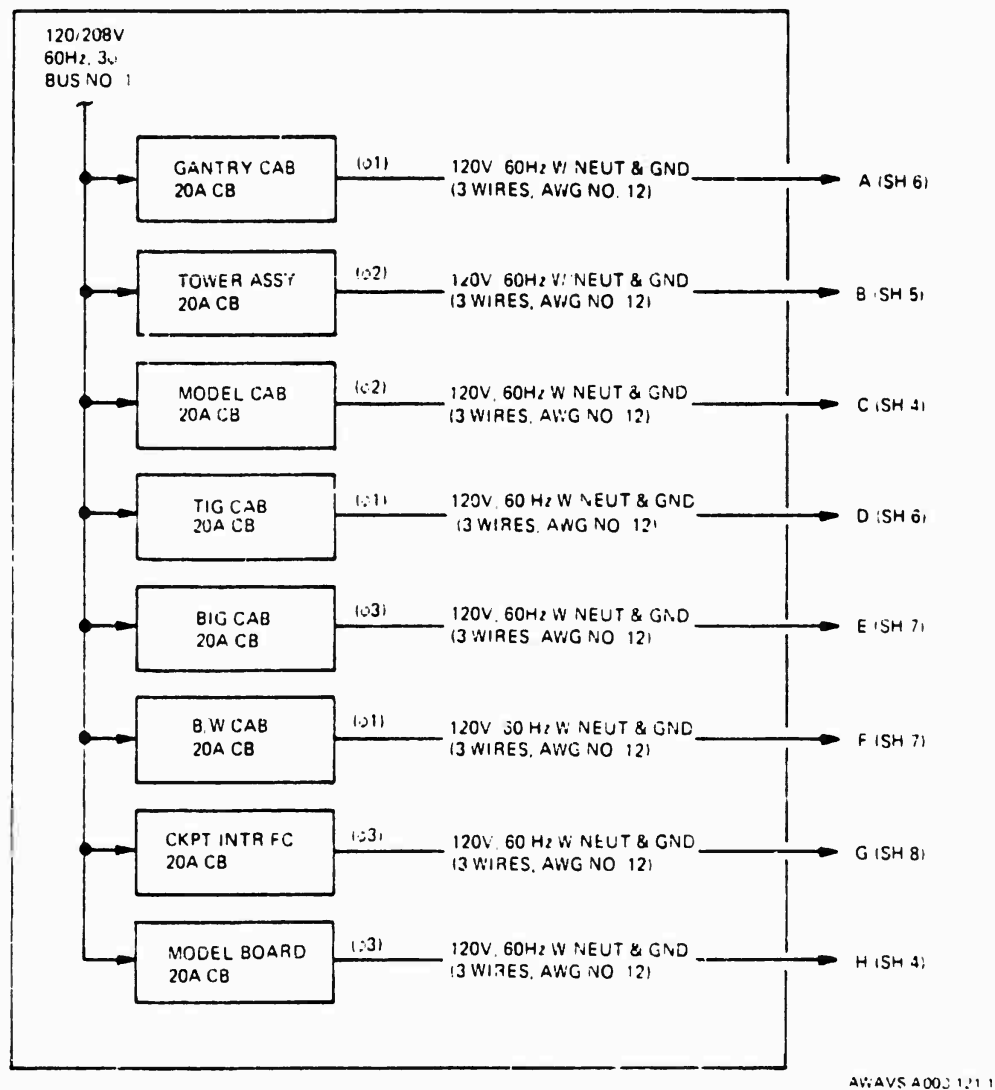 120/208V
60Hz, 3φ
BUS NO. 1
GANTRY CAB
20A CB
(φ1)
120V, 60Hz W NEUT & GND
(3 WIRES, AWG NO. 12)
A (SH 6)
TOWER ASSY
20A CB
(φ2)
120V, 60Hz W/NEUT & GND
(3 WIRES, AWG NO. 12)
B (SH 5)
MODEL CAB
20A CB
(φ2)
120V, 60Hz W NEUT & GND
(3 WIRES, AWG NO. 12)
C (SH 4)
TIG CAB
20A CB
(φ1)
120V, 60 Hz W NEUT & GND
(3 WIRES, AWG NO. 12)
D (SH 6)
BIG CAB
20A CB
(φ3)
120V, 60Hz W NEUT & GND
(3 WIRES, AWG NO. 12)
E (SH 7)
B/W CAB
20A CB
(φ1)
120V, 60 Hz W NEUT & GND
(3 WIRES, AWG NO. 12)
F (SH 7)
CKPT INTRFC
20A CB
(φ3)
120V, 60 Hz W NEUT & GND
(3 WIRES, AWG NO. 12)
G (SH 8)
MODEL BOARD
20A CB
(φ3)
120V, 60Hz W NEUT & GND
(3 WIRES, AWG NO. 12)
H (SH 4)
AWAVS